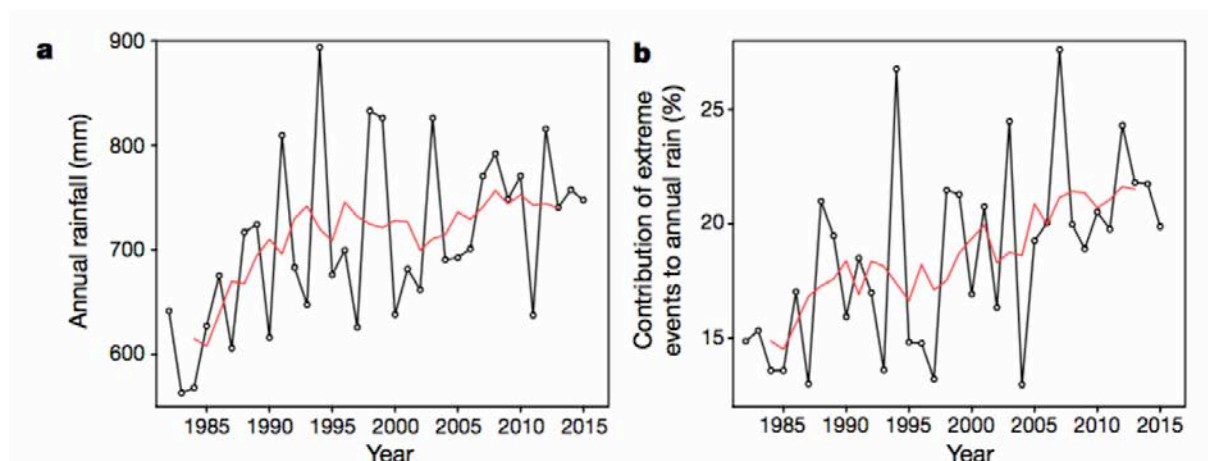 a
900
800
700
600
Annual rainfall (mm)
1985 1990 1995 2000 2005 2010 2015
Year
b
25
20
15
Contribution of extreme
events to annual rain (%)
1985 1990 1995 2000 2005 2010 2015
Year